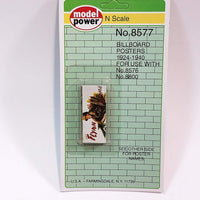 model power
N Scale
No.8577
BILLBOARD
POSTERS
1924-1940
FOR USE WITH
No.8576
No.8800
SEE OTHER SIDE
FOR POSTER
NAMES
U.S.A. FARMINGDALE, N.Y. 11735